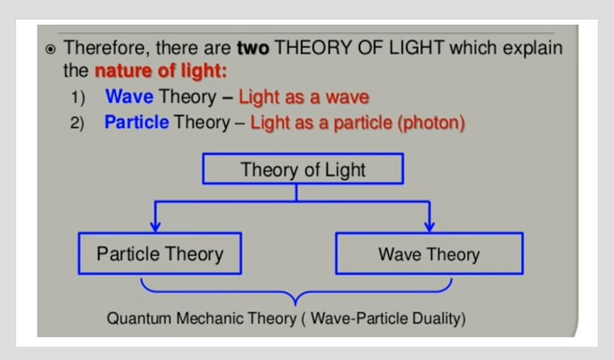 Therefore, there are two THEORY OF LIGHT which explain
the nature of light:
1) Wave Theory – Light as a wave
2) Particle Theory – Light as a particle (photon)
Theory of Light
Particle Theory
Wave Theory
Quantum Mechanic Theory ( Wave-Particle Duality)